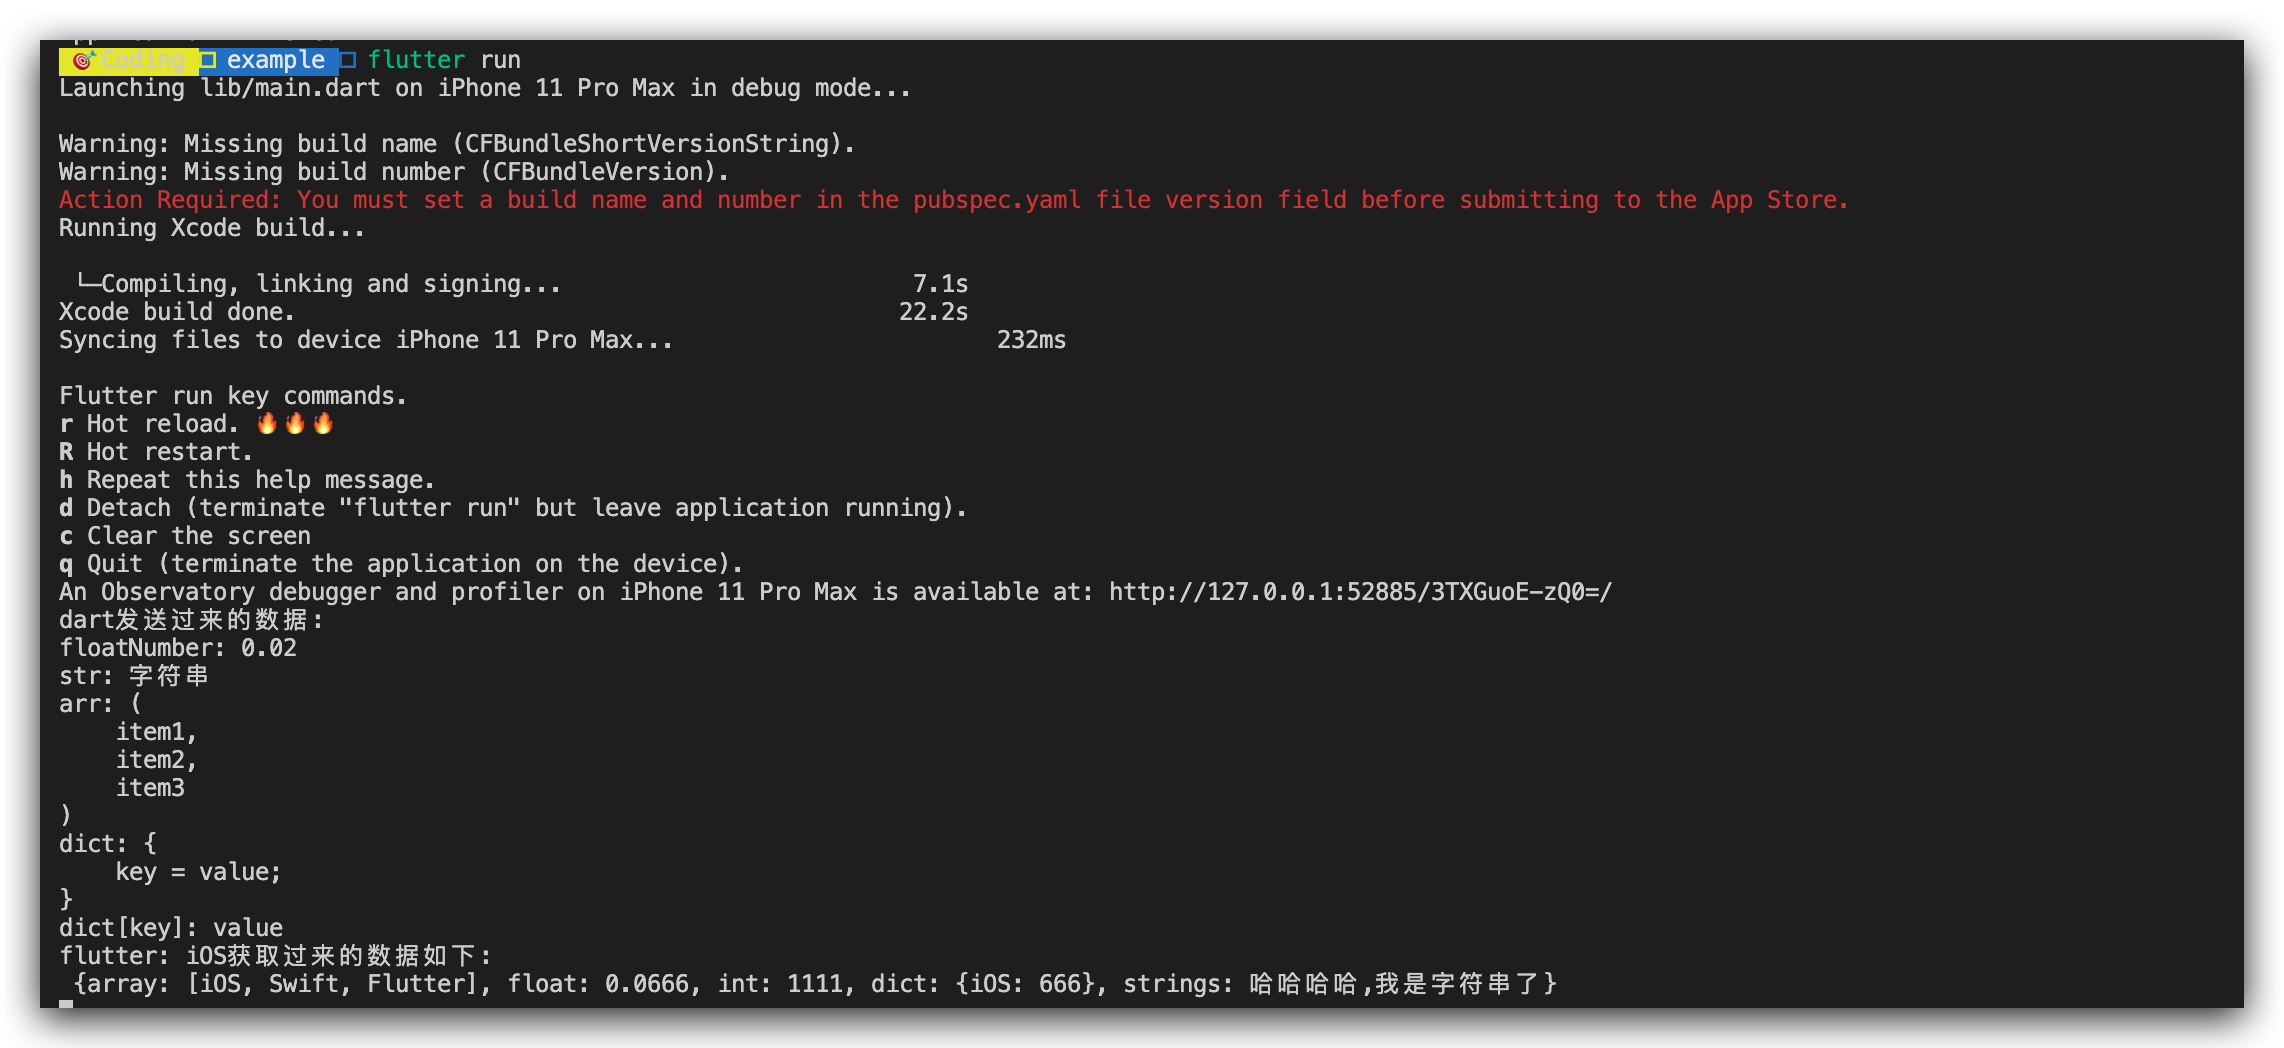 Coding example flutter run
Launching lib/main.dart on iPhone 11 Pro Max in debug mode...
Warning: Missing build name (CFBundleShortVersionString).
Warning: Missing build number (CFBundleVersion).
Action Required: You must set a build name and number in the pubspec.yaml file version field before submitting to the App Store.
Running Xcode build...
└─Compiling, linking and signing... 7.1s
Xcode build done. 22.2s
Syncing files to device iPhone 11 Pro Max... 232ms
Flutter run key commands.
r Hot reload. 🔥🔥🔥
R Hot restart.
h Repeat this help message.
d Detach (terminate "flutter run" but leave application running).
c Clear the screen
q Quit (terminate the application on the device).
An Observatory debugger and profiler on iPhone 11 Pro Max is available at: http://127.0.0.1:52885/3TXGuoE-zQ0=/
dart发送过来的数据:
floatNumber: 0.02
str: 字符串
arr: (
item1,
item2,
item3
)
dict: {
key = value;
}
dict[key]: value
flutter: iOS获取过来的数据如下:
{array: [iOS, Swift, Flutter], float: 0.0666, int: 1111, dict: {iOS: 666}, strings: 哈哈哈哈,我是字符串了}